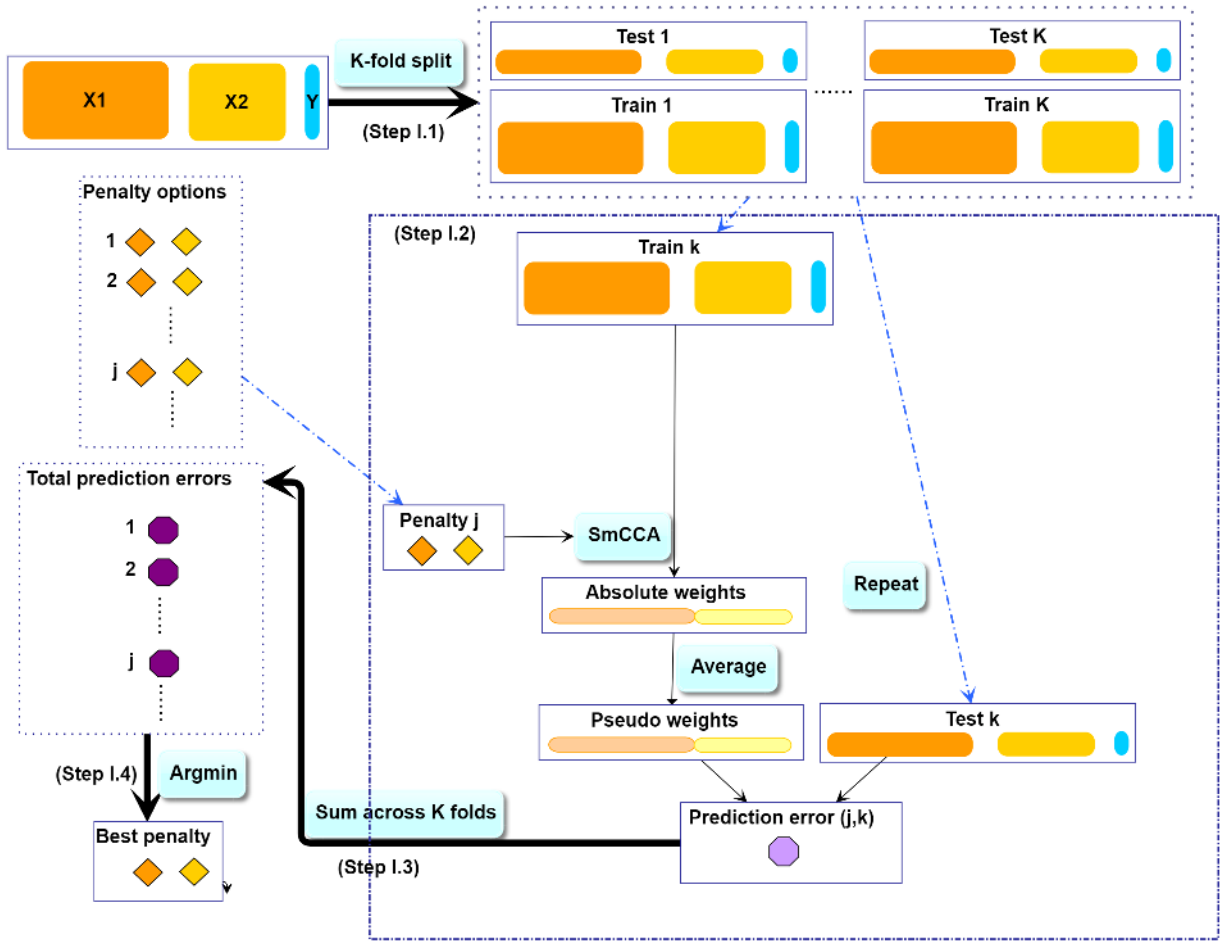 X1
X2
Y
K-fold split
(Step I.1)
Test 1
Train 1
......
Test K
Train K
Penalty options
1
2
j
(Step I.2)
Train k
Total prediction errors
1
2
j
Penalty j
SmCCA
Absolute weights
Repeat
Average
Pseudo weights
Test k
(Step I.4)
Argmin
Sum across K folds
Prediction error (j,k)
Best penalty
(Step I.3)